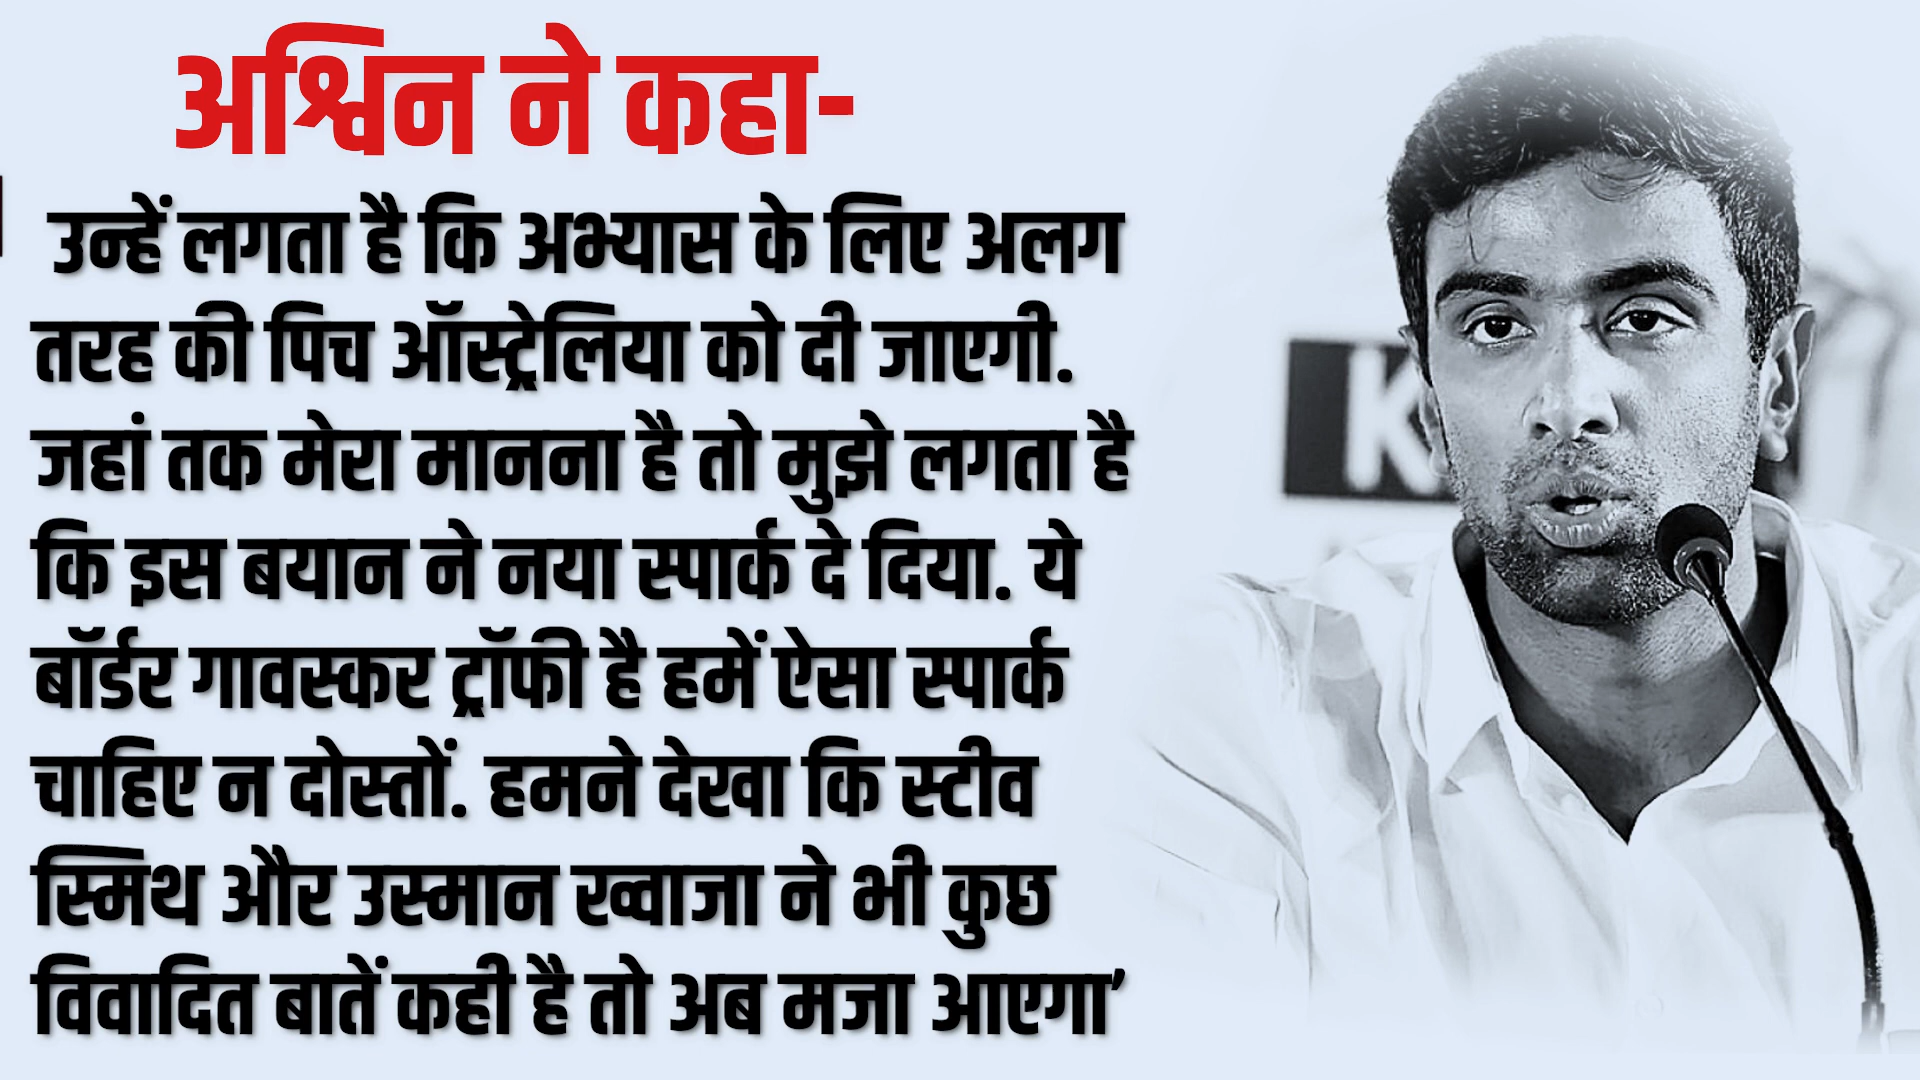 अश्विन ने कहा-
उन्हें लगता है कि अभ्यास के लिए अलग
तरह की पिच ऑस्ट्रेलिया को दी जाएगी.
जहां तक मेरा मानना है तो मुझे लगता है
कि इस बयान ने नया स्पार्क दे दिया. ये
बॉर्डर गावस्कर ट्रॉफी है हमें ऐसा स्पार्क
चाहिए न दोस्तों. हमने देखा कि स्टीव
स्मिथ और उस्मान ख्वाजा ने भी कुछ
विवादित बातें कही है तो अब मजा आएगा’
K